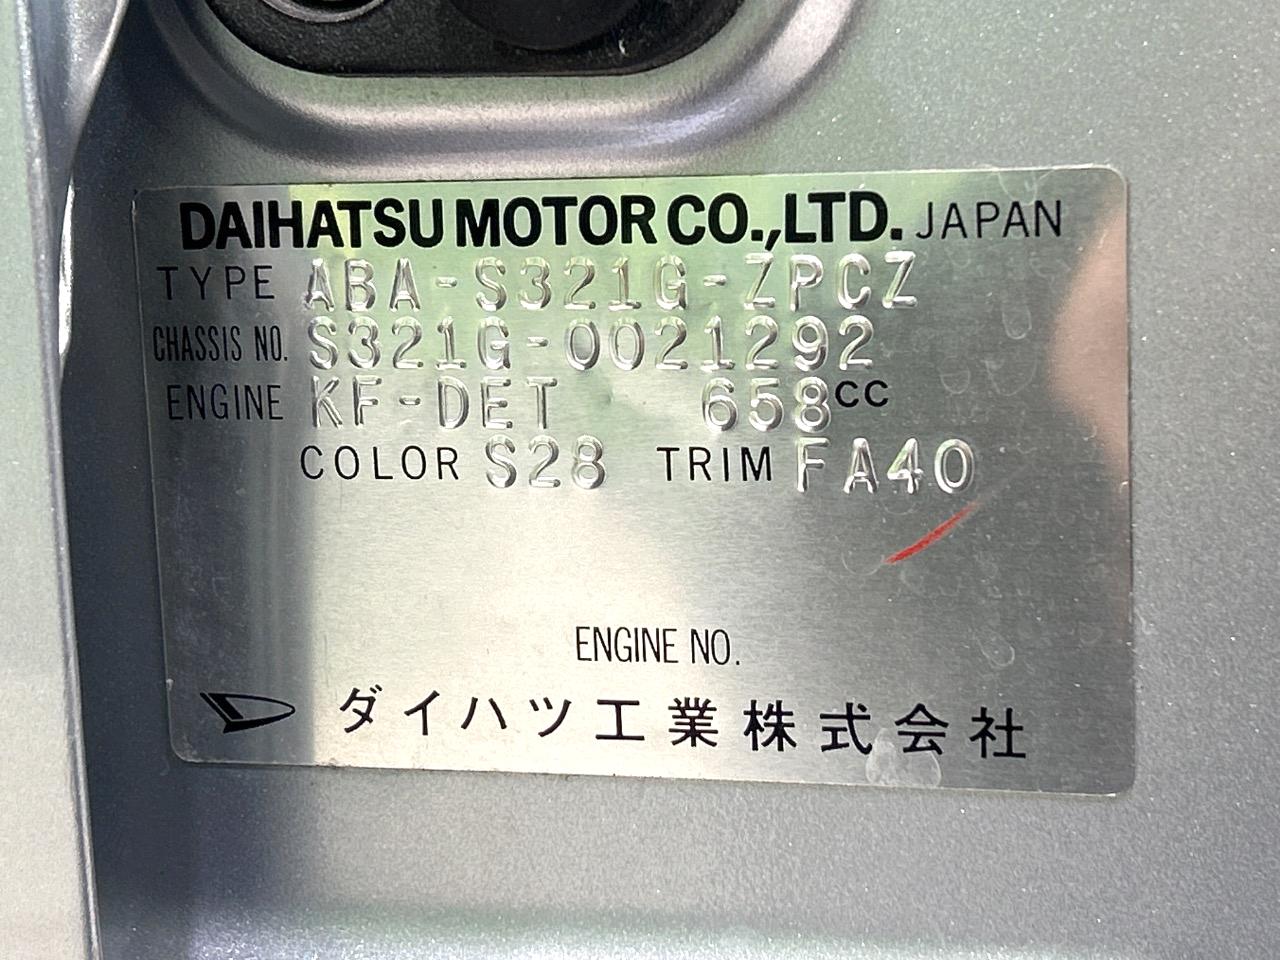 DAIHATSU MOTOR CO.,LTD. JAPAN
TYPE ABA-S321G-ZPCZ
CHASSIS NO. S321G-0021292
ENGINE KF-DET 658CC
COLOR S28 TRIM FA40
ENGINE NO.
ダイハツ工業株式会社